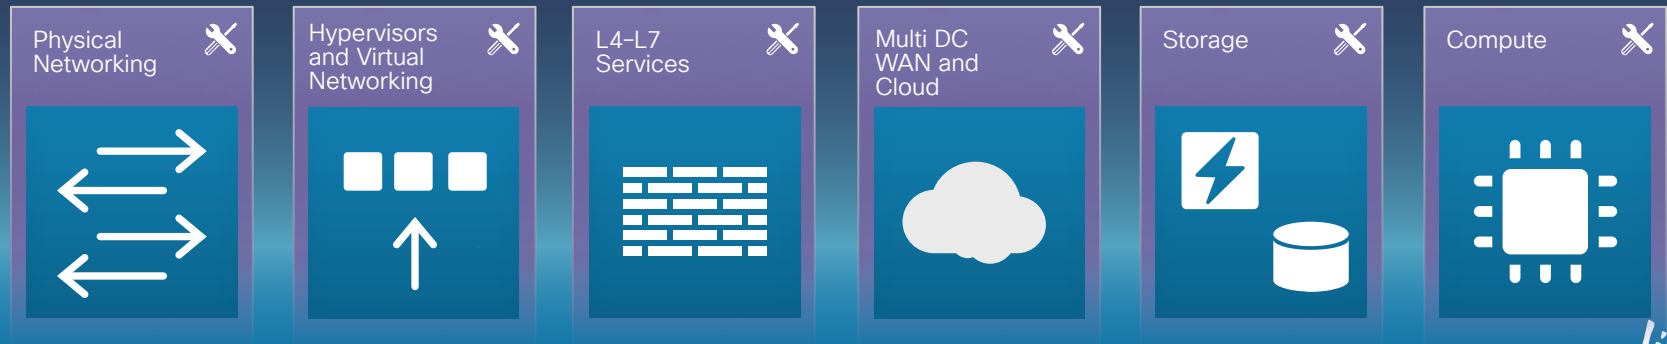 Physical
Networking
Hypervisors
and Virtual
Networking
L4-L7
Services
Multi DC
WAN and
Cloud
Storage
Compute